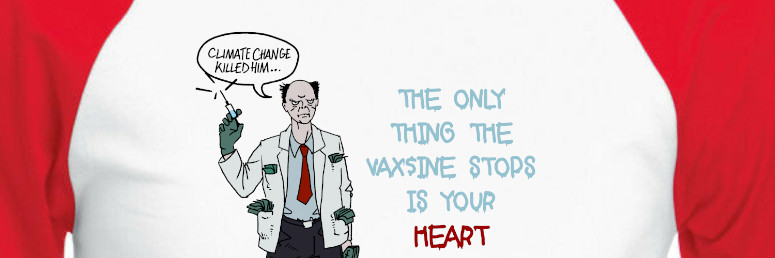 CLIMATE CHANGE
KILLED HIM...
THE ONLY
THING THE
VAX$INE STOPS
IS YOUR
HEART